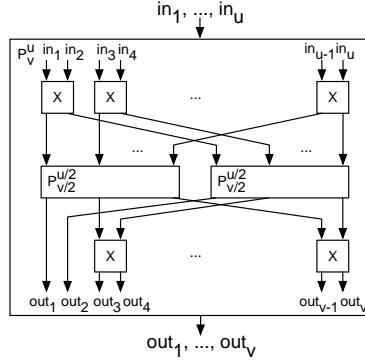 in1, ..., inu
Puv in1 in2 in3 in4 inu-1 inu
X X ... X
... ...
Pu/2v/2 Pu/2v/2
X ... X
out1 out2 out3 out4 outv-1 outv
out1, ..., outv